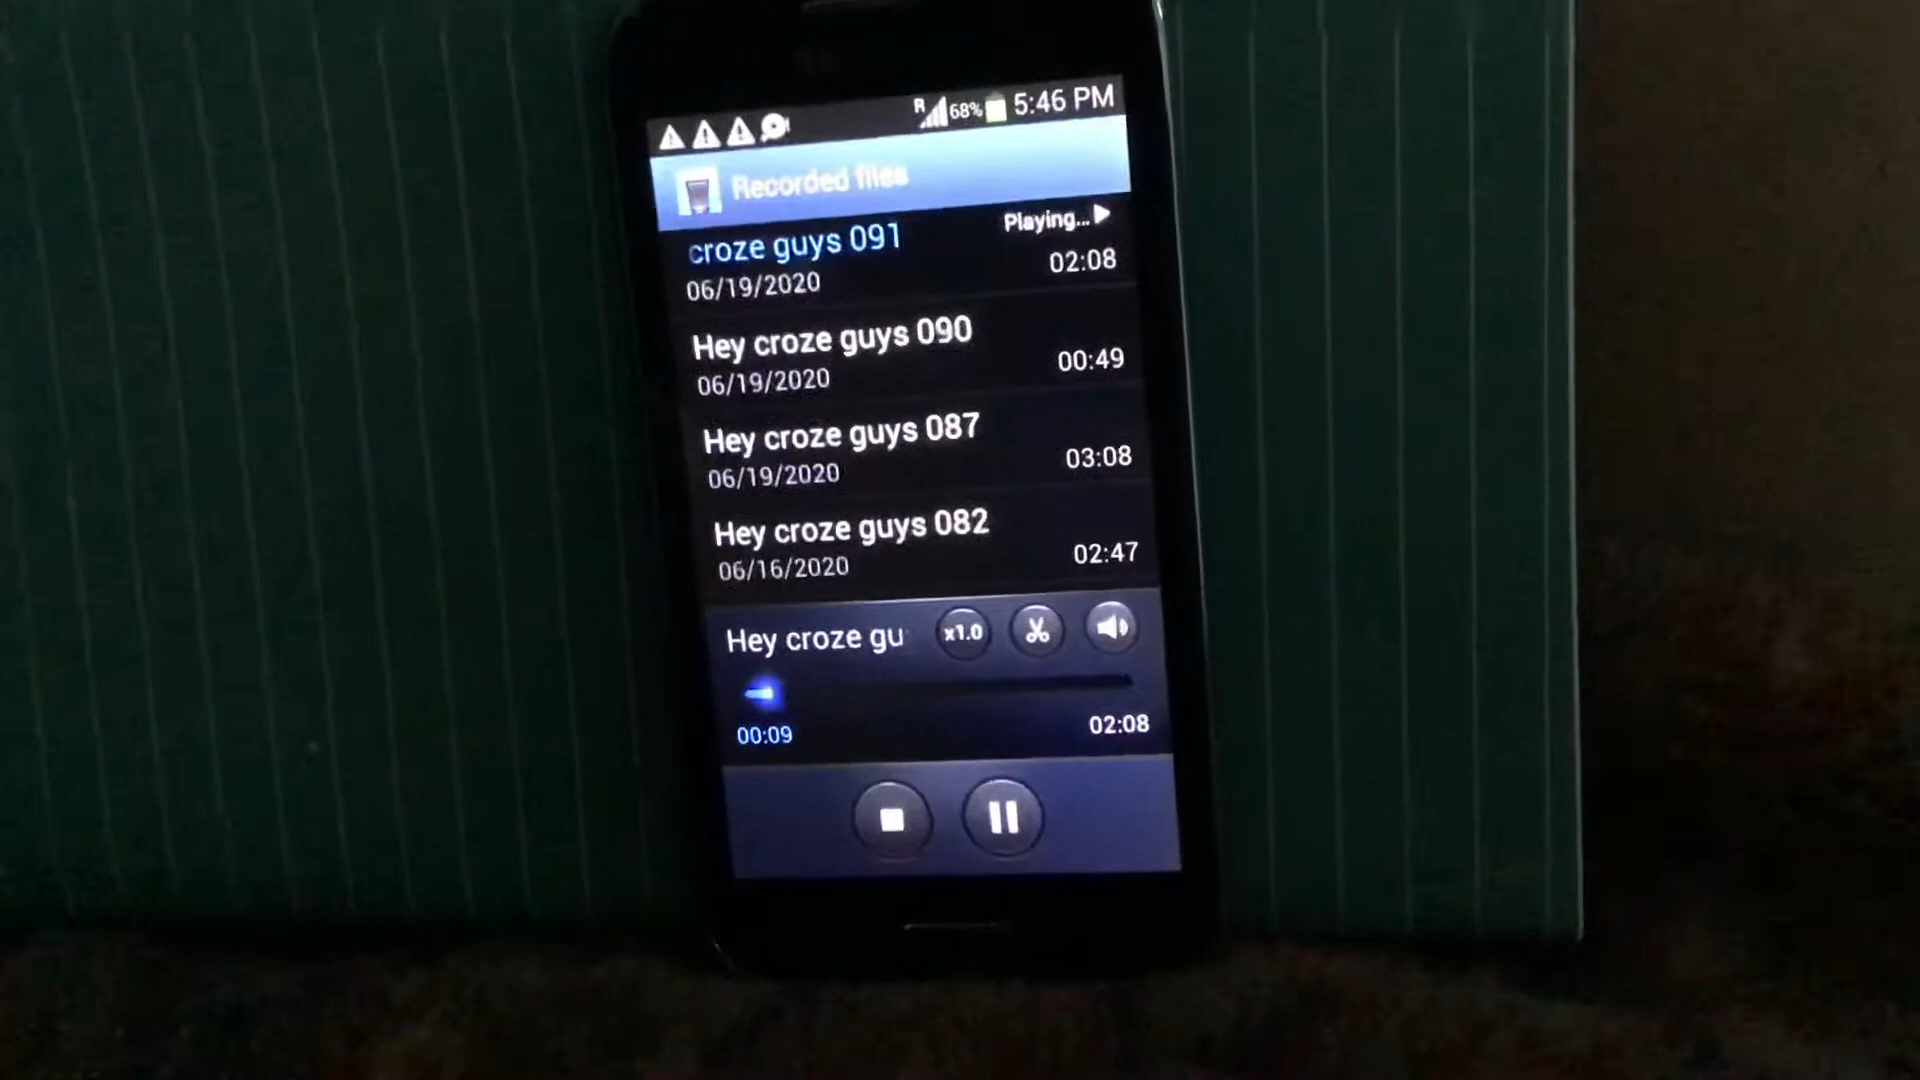 R 68% 5:46 PM
Recorded files
croze guys 091 Playing...
06/19/2020 02:08
Hey croze guys 090
06/19/2020 00:49
Hey croze guys 087
06/19/2020 03:08
Hey croze guys 082
06/16/2020 02:47
Hey croze gu x1.0
00:09 02:08